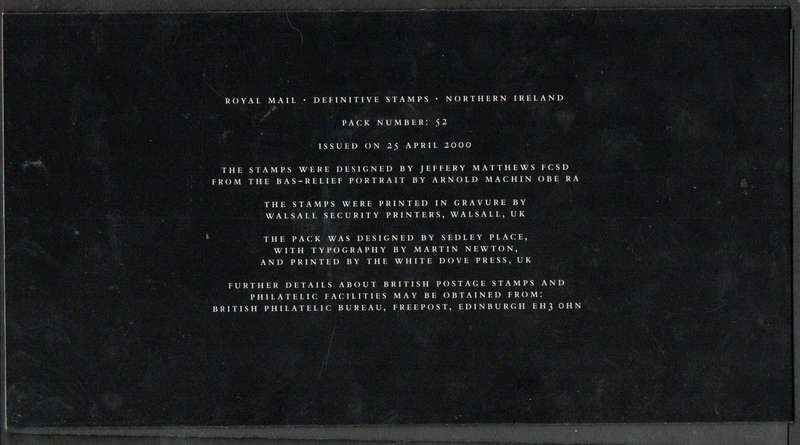 ROYAL MAIL · DEFINITIVE STAMPS · NORTHERN IRELAND
PACK NUMBER: 52
ISSUED ON 25 APRIL 2000
THE STAMPS WERE DESIGNED BY JEFFERY MATTHEWS FCSD
FROM THE BAS-RELIEF PORTRAIT BY ARNOLD MACHIN OBE RA
THE STAMPS WERE PRINTED IN GRAVURE BY
WALSALL SECURITY PRINTERS, WALSALL, UK
THE PACK WAS DESIGNED BY SEDLEY PLACE,
WITH TYPOGRAPHY BY MARTIN NEWTON,
AND PRINTED BY THE WHITE DOVE PRESS, UK
FURTHER DETAILS ABOUT BRITISH POSTAGE STAMPS AND
PHILATELIC FACILITIES MAY BE OBTAINED FROM:
BRITISH PHILATELIC BUREAU, FREEPOST, EDINBURGH EH3 0HN